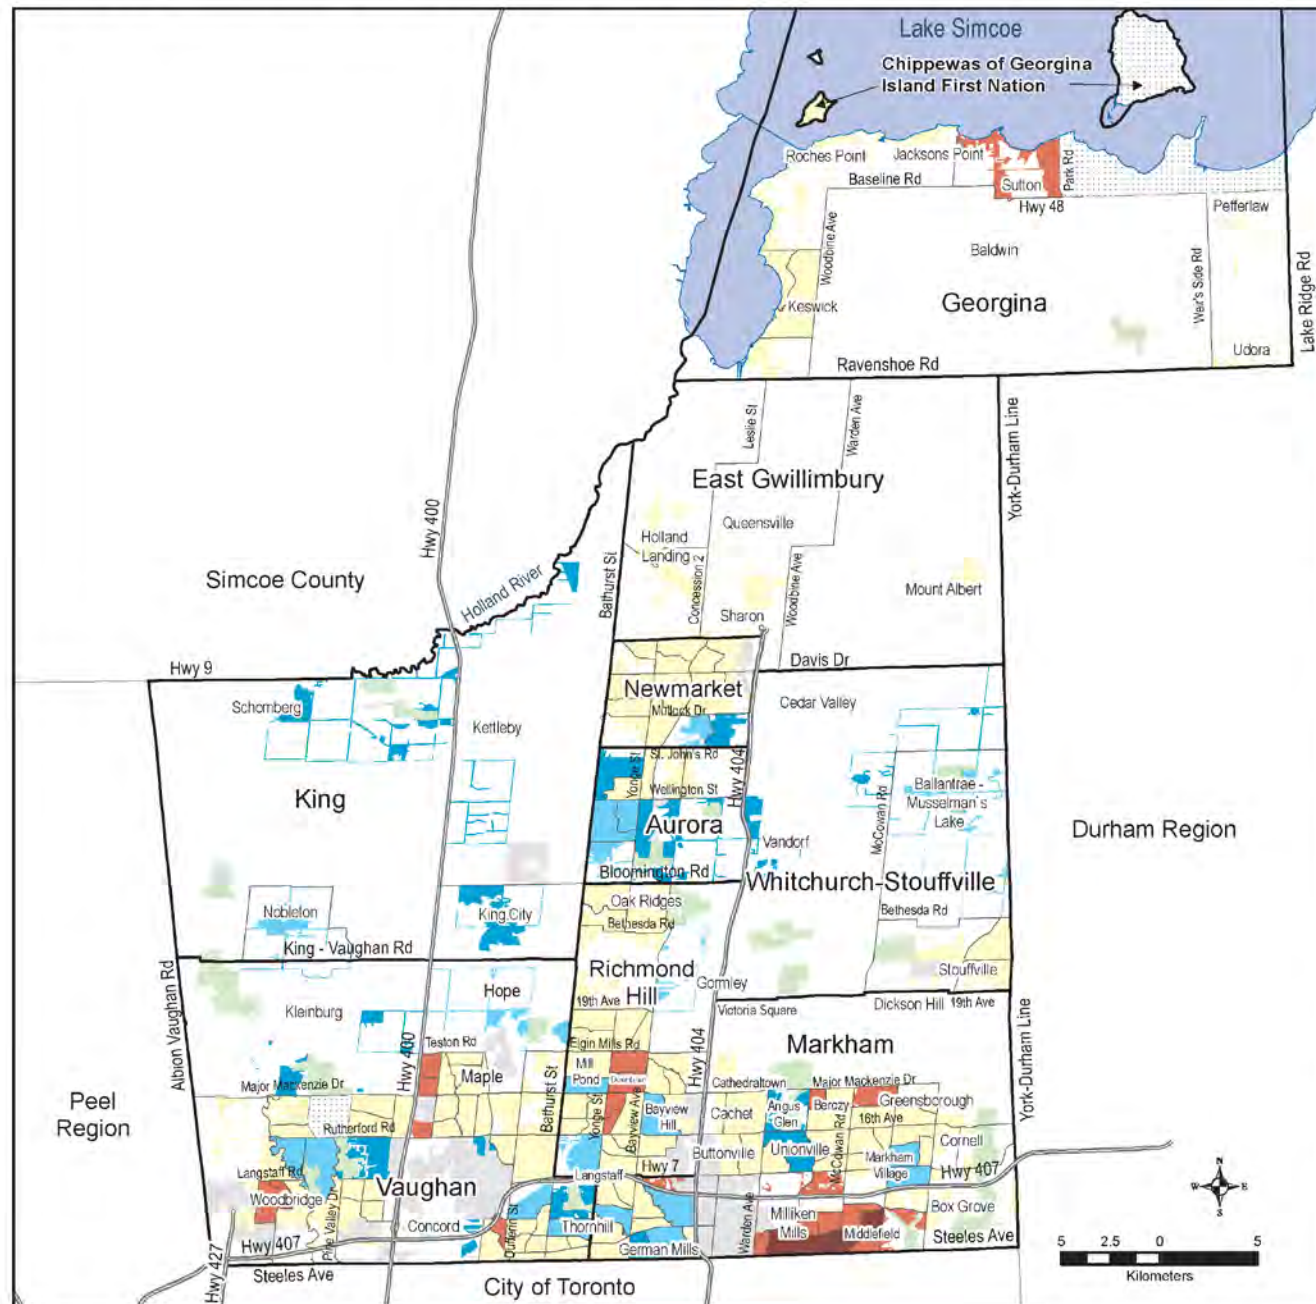 Lake Simcoe
Chippewas of Georgina
Island First Nation
Roches Point
Jacksons Point
Baseline Rd
Sutton
Park Rd
Hwy 48
Pefferlaw
Woodbine Ave
Baldwin
Weir's Side Rd
Lake Ridge Rd
Keswick
Georgina
Udora
Ravenshoe Rd
Leslie St
Warden Ave
York-Durham Line
East Gwillimbury
Hwy 400
Queensville
Holland
Landing
Bathurst St
Concession 2
Woodbine Ave
Simcoe County
Holland River
Mount Albert
Sharon
Hwy 9
Davis Dr
Newmarket
Schomberg
Mulock Dr
Cedar Valley
Kettleby
St. John's Rd
Yonge St
Hwy 404
Wellington St
Ballantrae -
Musselman's
Lake
King
McCowan Rd
Aurora
Vandorf
Durham Region
Bloomington Rd
Whitchurch-Stouffville
Oak Ridges
Nobleton
King City
Bethesda Rd
Bethesda Rd
King - Vaughan Rd
Richmond
Hill
Stouffville
Albion Vaughan Rd
Gormley
Hope
19th Ave
Dickson Hill
19th Ave
Kleinburg
Victoria Square
York-Durham Line
Hwy 400
Teston Rd
Elgin Mills Rd
Hwy 404
Markham
Mill
Pond
Maple
Bathurst St
Major Mackenzie Dr
Cathedraltown
Major Mackenzie Dr
Peel
Region
Yonge St
Bayview Ave
Bayview
Hill
Cachet
Angus
Glen
Berczy
Greensborough
16th Ave
Rutherford Rd
McCowan Rd
Cornell
Buttonville
Unionville
Markham
Village
Hwy 7
Hwy 407
Langstaff Rd
Langstaff
Vaughan
Woodbridge
Pine Valley Dr
Warden Ave
Box Grove
Concord
Dufferin St
Thornhill
Milliken
Mills
Middlefield
Hwy 407
German Mills
Steeles Ave
Hwy 427
Steeles Ave
City of Toronto
N
W
E
S
5
2.5
0
5
Kilometers